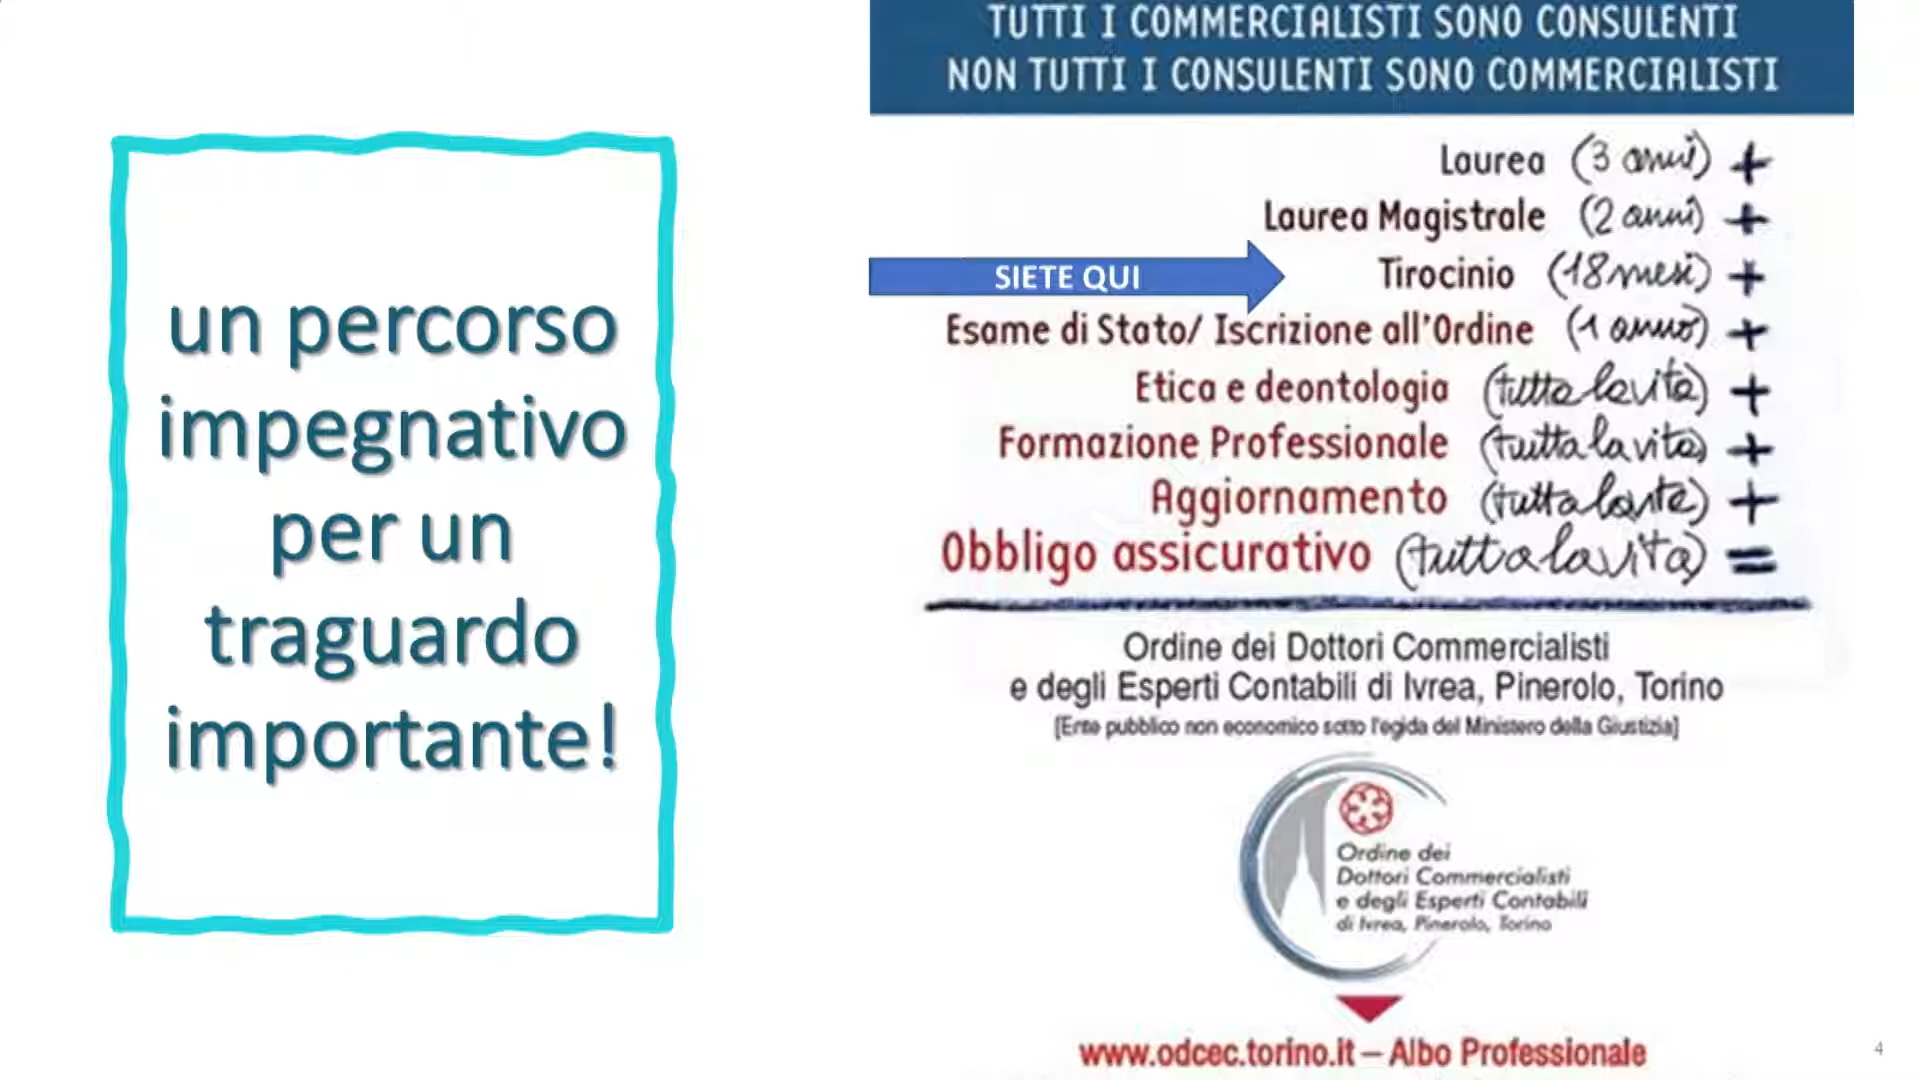 un percorso
impegnativo
per un
traguardo
importante!
TUTTI I COMMERCIALISTI SONO CONSULENTI
NON TUTTI I CONSULENTI SONO COMMERCIALISTI
Laurea (3 anni) +
Laurea Magistrale (2 anni) +
SIETE QUI
Tirocinio (18 mesi) +
Esame di Stato/ Iscrizione all'Ordine (1 anno) +
Etica e deontologia (tutta la vita) +
Formazione Professionale (tutta la vita) +
Aggiornamento (tutta la vita) +
Obbligo assicurativo (tutta la vita) =
Ordine dei Dottori Commercialisti
e degli Esperti Contabili di Ivrea, Pinerolo, Torino
[Ente pubblico non economico sotto l'egida del Ministero della Giustizia]
Ordine dei
Dottori Commercialisti
e degli Esperti Contabili
di Ivrea, Pinerolo, Torino
www.odcec.torino.it – Albo Professionale
4